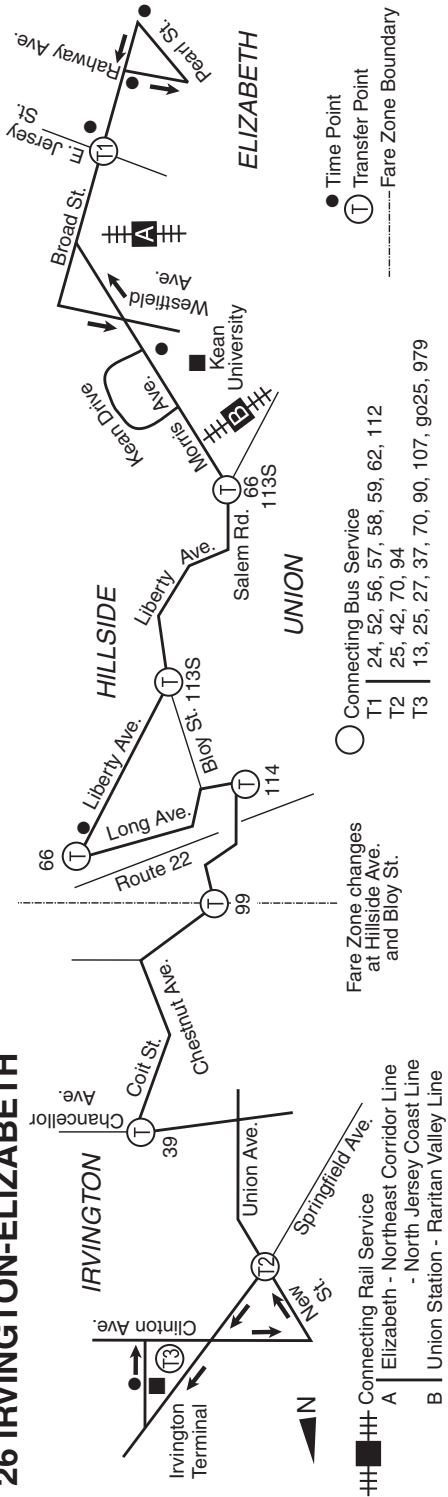 26 IRVINGTON-ELIZABETH
Irvington
Terminal
T3
Clinton Ave.
New
St.
T2
Springfield Ave.
Union Ave.
IRVINGTON
Chancellor
Ave.
T
39
Coit St.
Chestnut Ave.
T
99
Fare Zone changes
at Hillside Ave.
and Bloy St.
Route 22
T
114
66
T
Long Ave.
Liberty Ave.
Bloy St.
T
113S
HILLSIDE
Liberty Ave.
UNION
Salem Rd.
T
66
113S
B
Morris Ave.
Kean Drive
Kean
University
Westfield
Ave.
A
Broad St.
T1
E. Jersey
St.
ELIZABETH
Rahway Ave.
Pearl St.
N
Connecting Rail Service
A Elizabeth - Northeast Corridor Line
- North Jersey Coast Line
B Union Station - Raritan Valley Line
Connecting Bus Service
T1 24, 52, 56, 57, 58, 59, 62, 112
T2 25, 42, 70, 94
T3 13, 25, 27, 37, 70, 90, 107, go25, 979
Time Point
T Transfer Point
Fare Zone Boundary